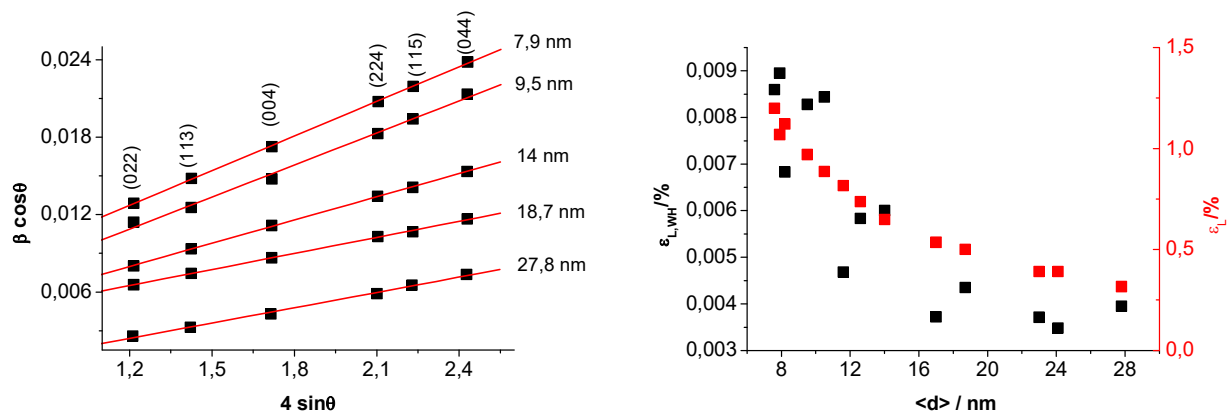 0,024
0,018
0,012
0,006
β cosθ
(022)
(113)
(004)
(224)
(115)
(044)
7,9 nm
9,5 nm
14 nm
18,7 nm
27,8 nm
1,2 1,5 1,8 2,1 2,4
4 sinθ
0,009
0,008
0,007
0,006
0,005
0,004
0,003
εL,WH/%
1,5
1,0
0,5
0,0
εL/%
8 12 16 20 24 28
<d> / nm